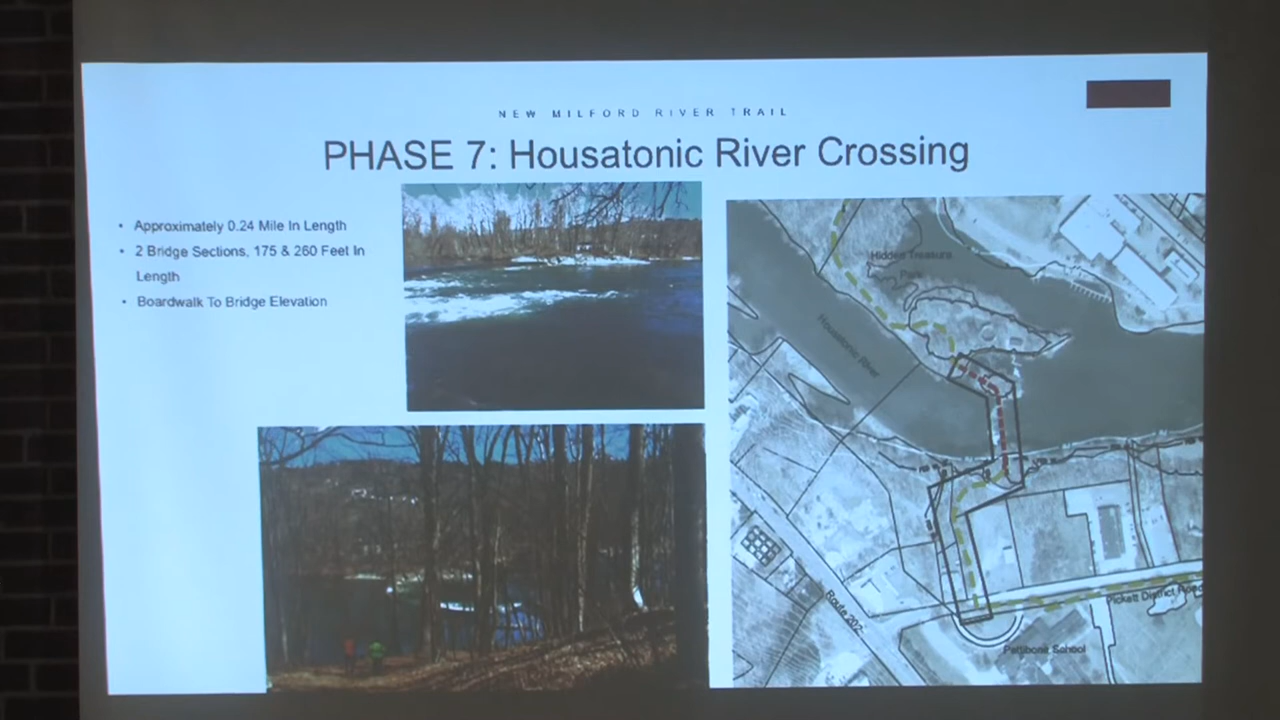 NEW MILFORD RIVER TRAIL
PHASE 7: Housatonic River Crossing
• Approximately 0.24 Mile In Length
• 2 Bridge Sections, 175 & 260 Feet In
Length
• Boardwalk To Bridge Elevation
Hidden Treasure
Park
Housatonic River
Route 202
Pickett District Road
Pettibone School